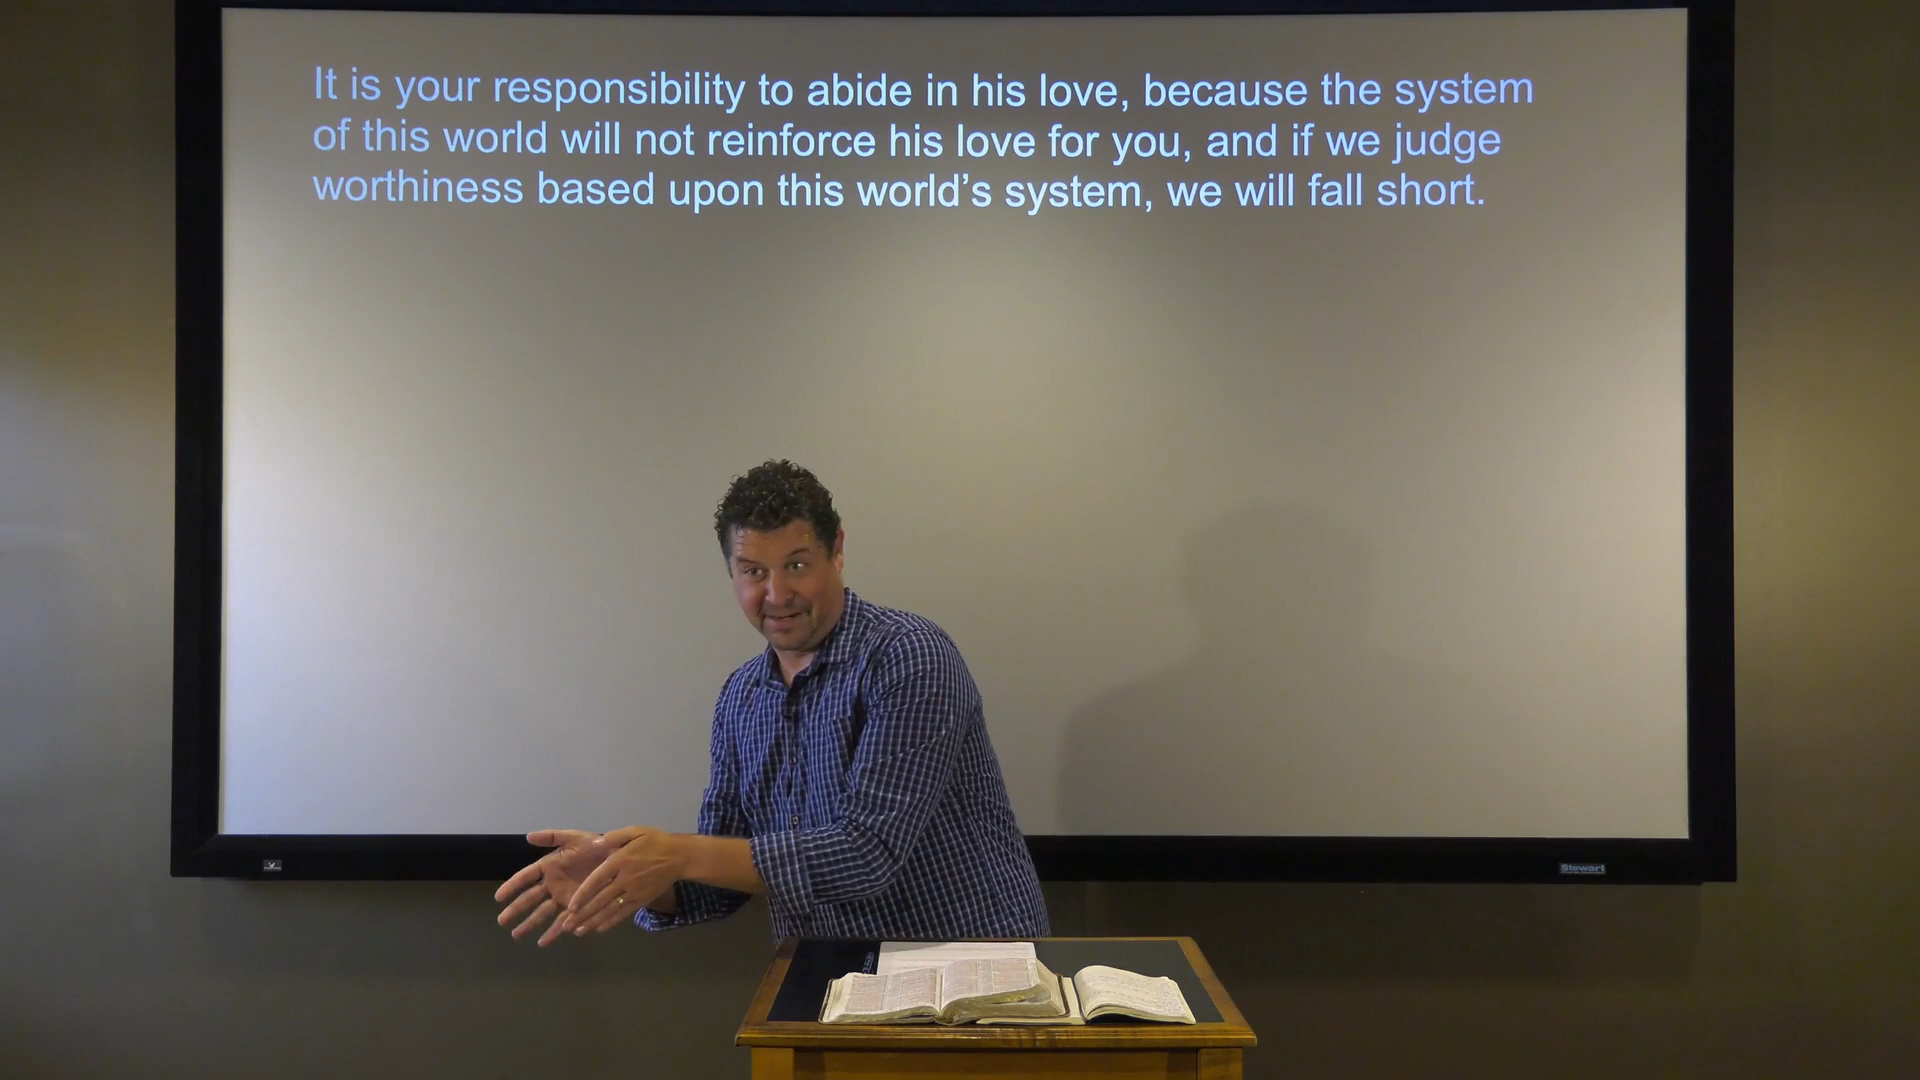 It is your responsibility to abide in his love, because the system
of this world will not reinforce his love for you, and if we judge
worthiness based upon this world’s system, we will fall short.
Stewart